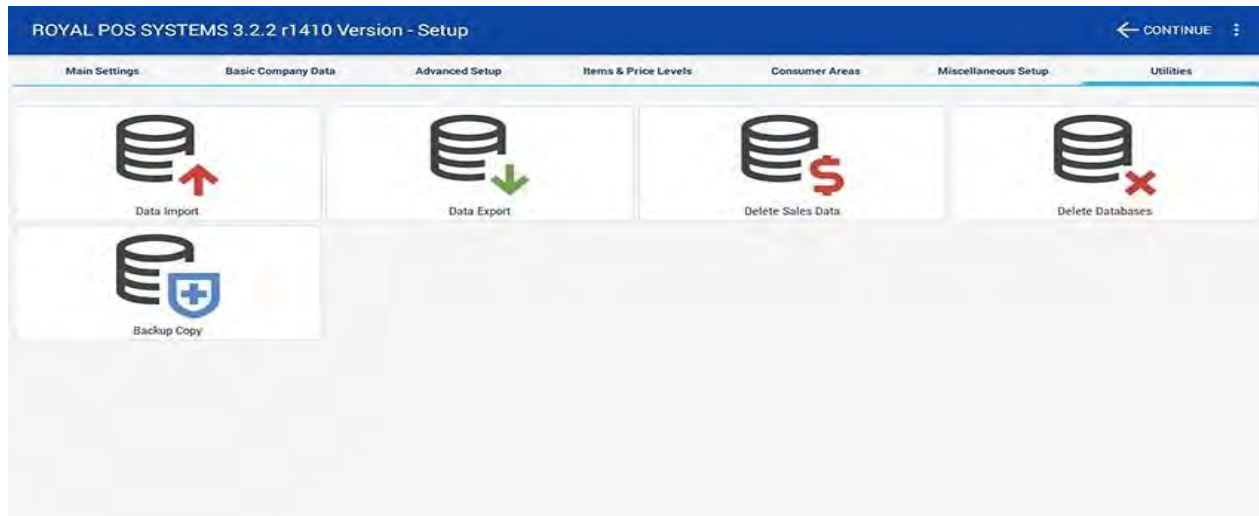 ROYAL POS SYSTEMS 3.2.2 r1410 Version - Setup
CONTINUE
Main Settings Basic Company Data Advanced Setup Items & Price Levels Consumer Areas Miscellaneous Setup Utilities
Data Import Data Export Delete Sales Data Delete Databases
Backup Copy